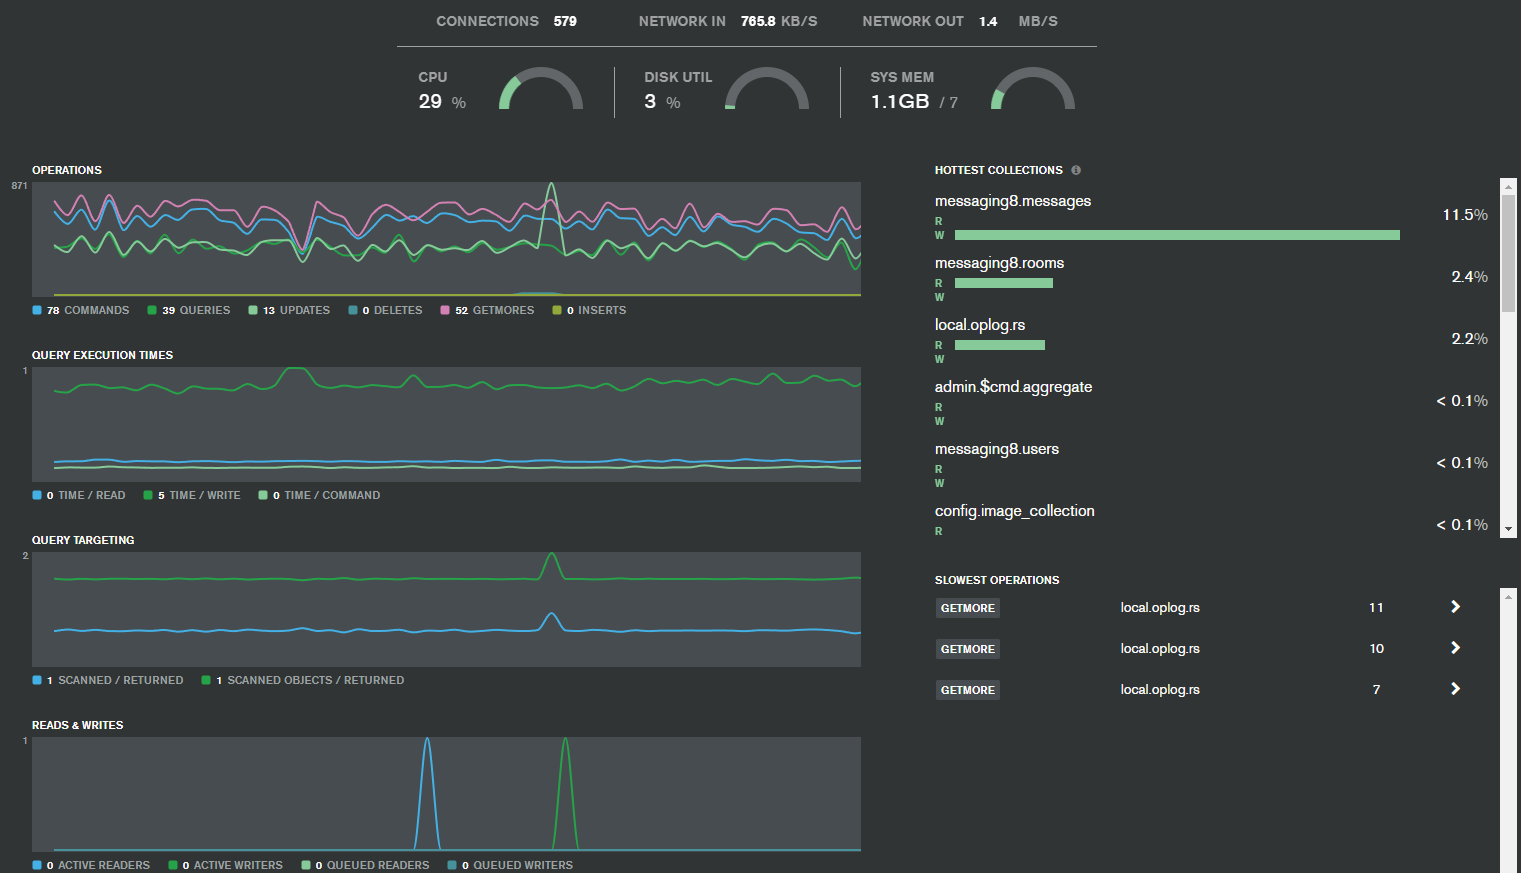 CONNECTIONS 579 NETWORK IN 765.8 KB/S NETWORK OUT 1.4 MB/S
CPU DISK UTIL SYS MEM
29 % 3 % 1.1GB / 7
OPERATIONS
871
78 COMMANDS 39 QUERIES 13 UPDATES 0 DELETES 52 GETMORES 0 INSERTS
QUERY EXECUTION TIMES
1
0 TIME / READ 5 TIME / WRITE 0 TIME / COMMAND
QUERY TARGETING
2
1 SCANNED / RETURNED 1 SCANNED OBJECTS / RETURNED
READS & WRITES
1
0 ACTIVE READERS 0 ACTIVE WRITERS 0 QUEUED READERS 0 QUEUED WRITERS
HOTTEST COLLECTIONS
messaging8.messages
R
W
11.5%
messaging8.rooms
R
W
2.4%
local.oplog.rs
R
W
2.2%
admin.$cmd.aggregate
R
W
< 0.1%
messaging8.users
R
W
< 0.1%
config.image_collection
R
< 0.1%
SLOWEST OPERATIONS
GETMORE local.oplog.rs 11
GETMORE local.oplog.rs 10
GETMORE local.oplog.rs 7